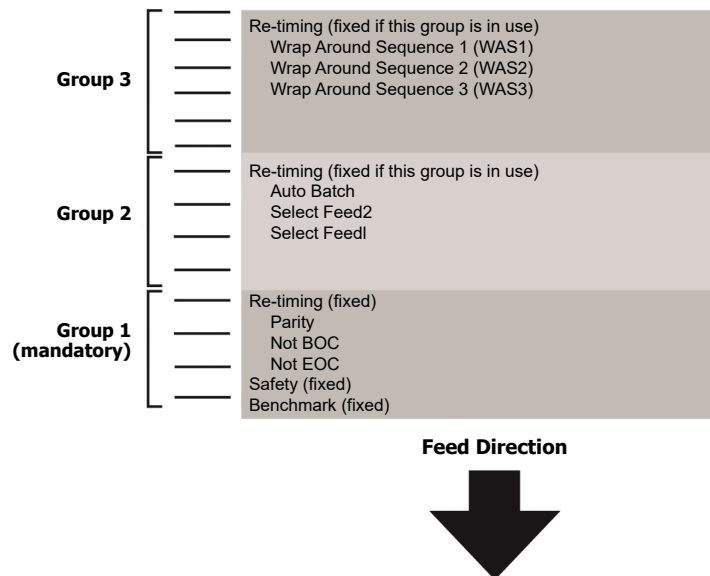 Group 3
Re-timing (fixed if this group is in use)
Wrap Around Sequence 1 (WAS1)
Wrap Around Sequence 2 (WAS2)
Wrap Around Sequence 3 (WAS3)
Group 2
Re-timing (fixed if this group is in use)
Auto Batch
Select Feed2
Select Feedl
Group 1
(mandatory)
Re-timing (fixed)
Parity
Not BOC
Not EOC
Safety (fixed)
Benchmark (fixed)
Feed Direction